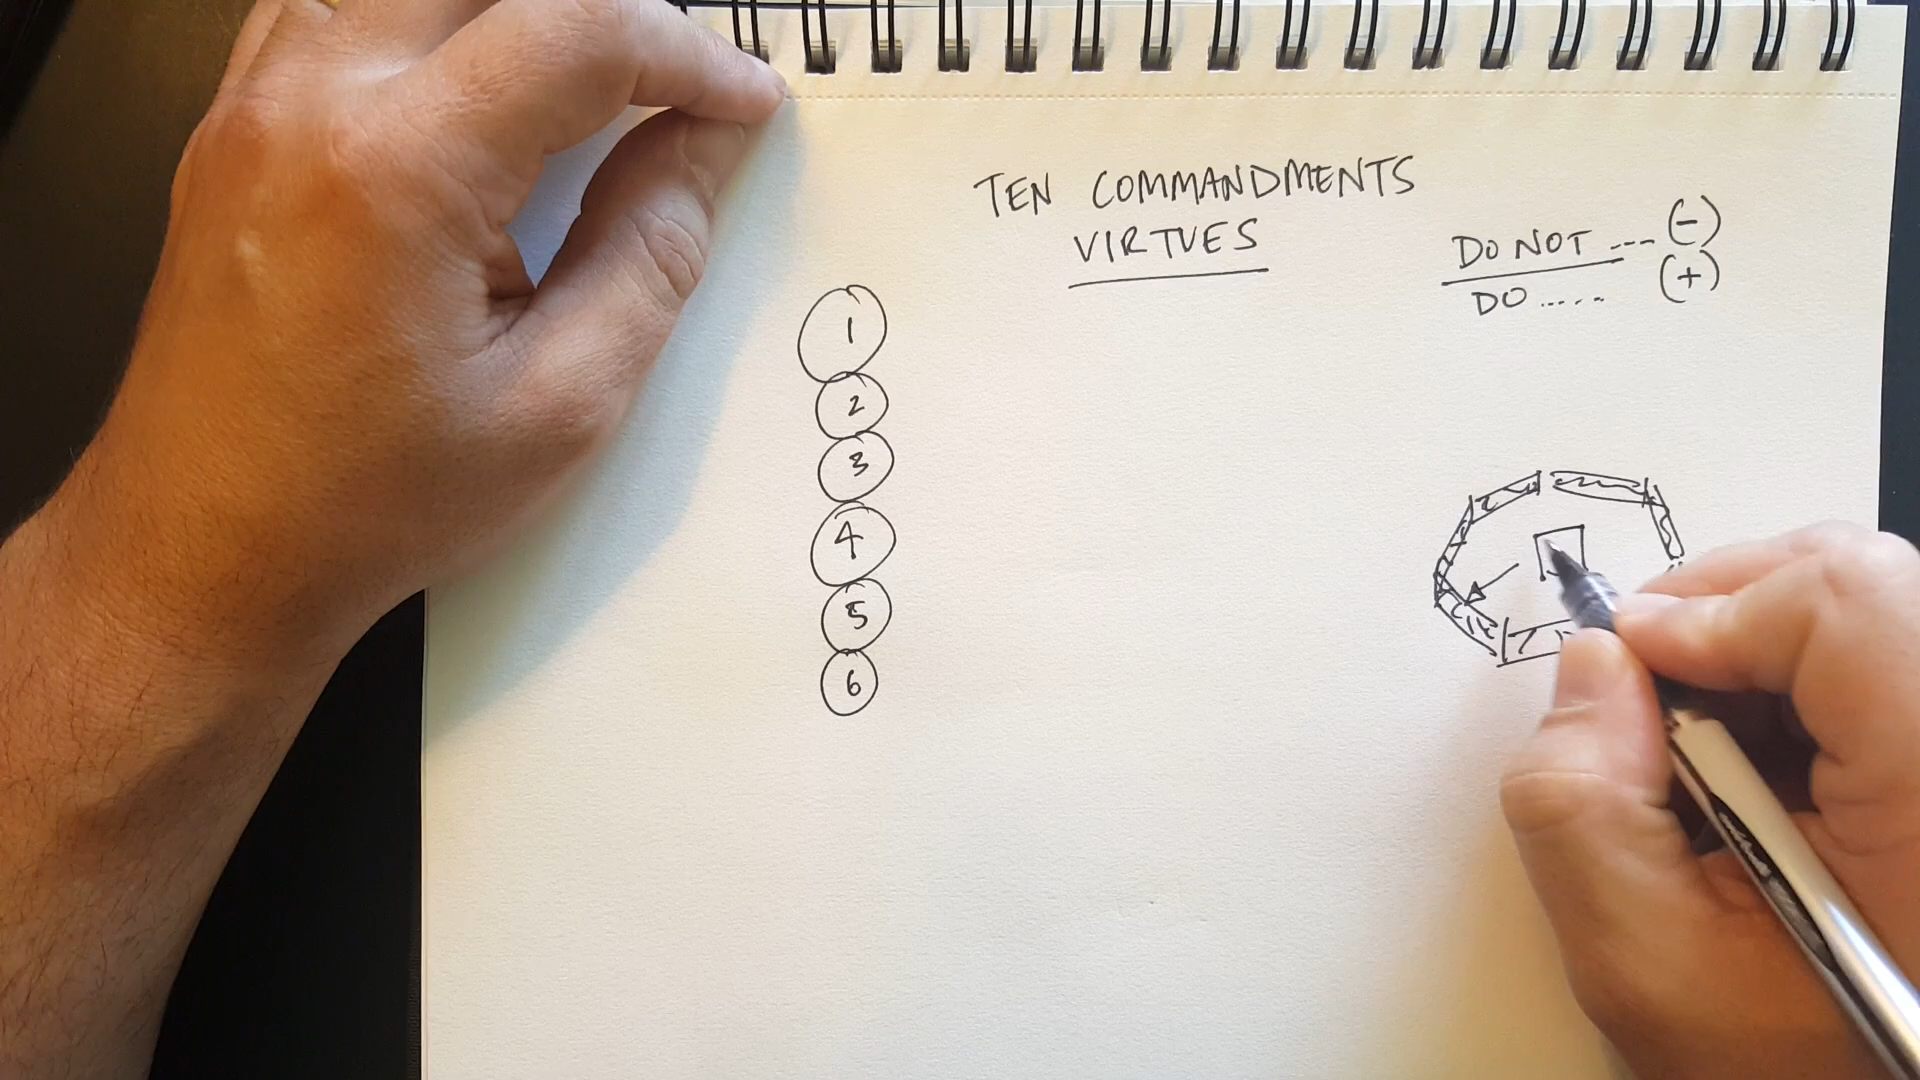 TEN COMMANDMENTS
VIRTUES
DO NOT ---- (-)
DO ..... (+)
1
2
3
4
5
6